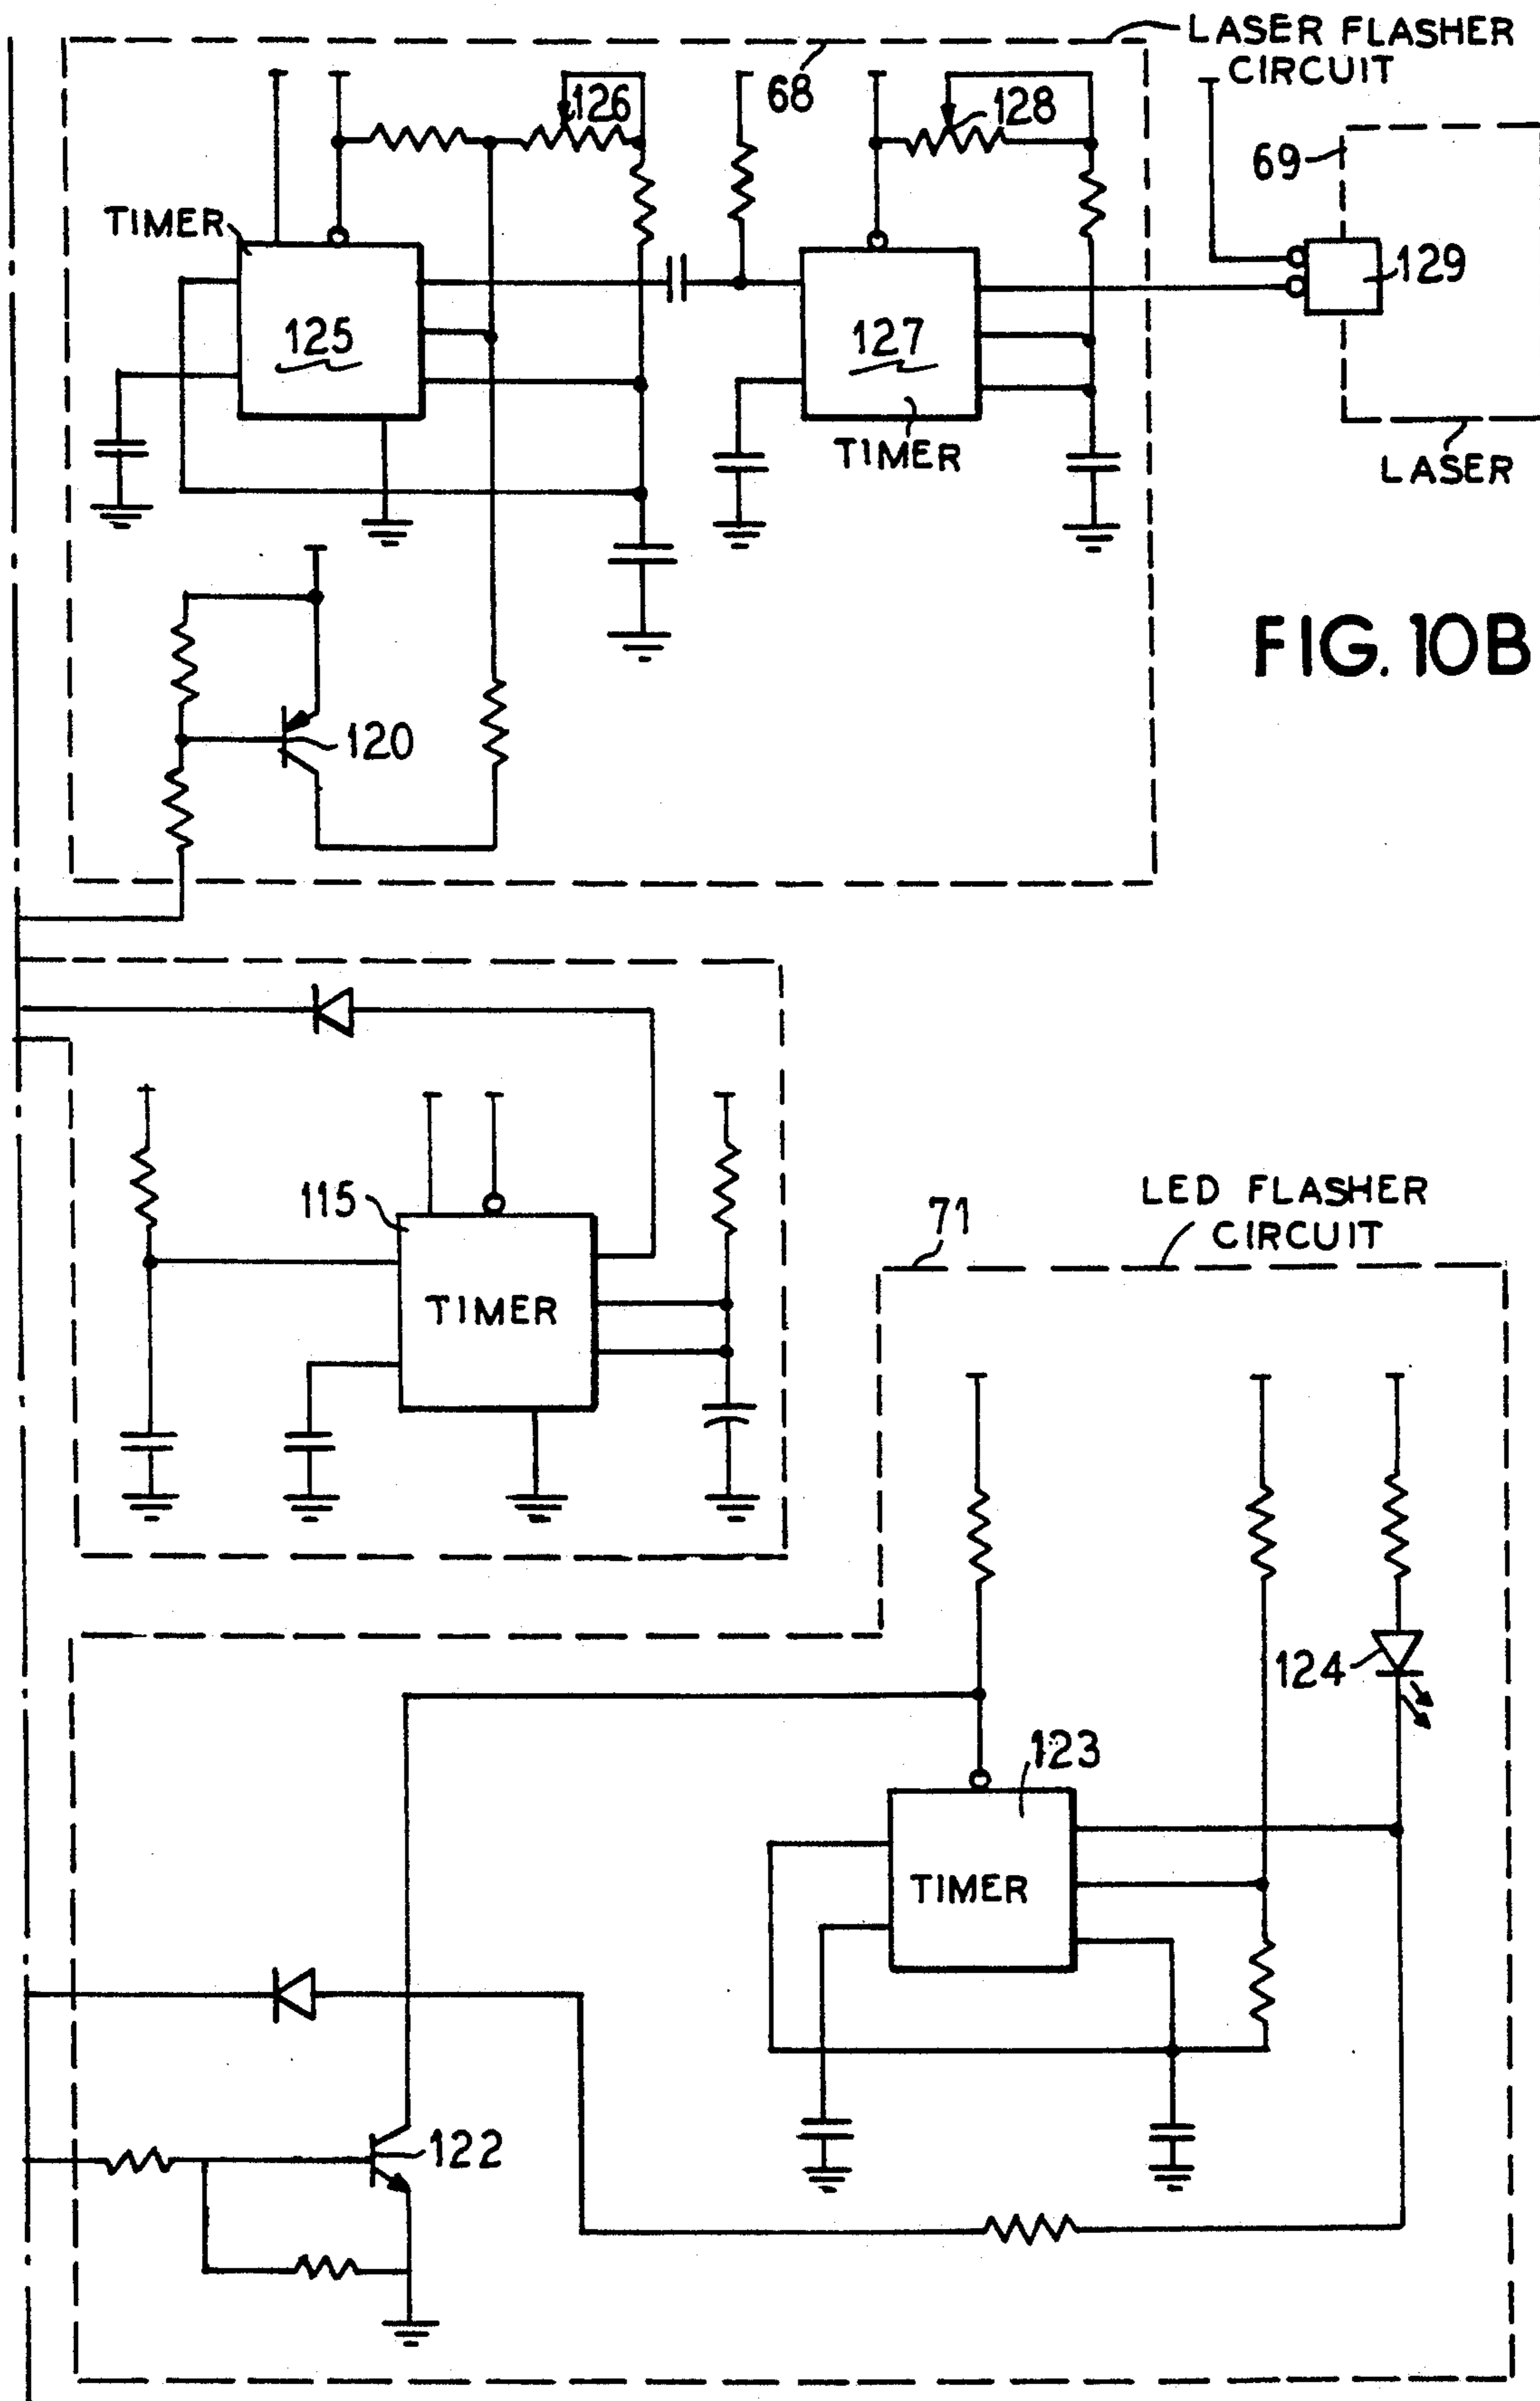 LASER FLASHER
CIRCUIT
68
126
128
69
TIMER
129
125
127
TIMER
LASER
FIG. 10B
120
115
TIMER
LED FLASHER
CIRCUIT
71
124
123
TIMER
122